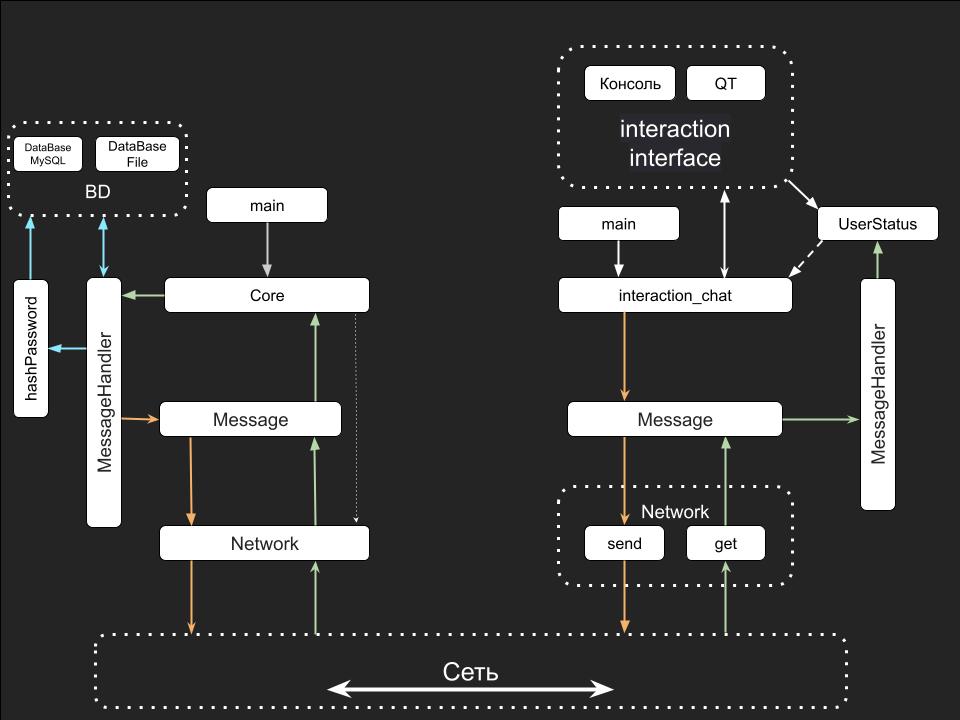 Консоль
QT
interaction
interface
DataBase
MySQL
DataBase
File
BD
main
main
UserStatus
Core
interaction_chat
hashPassword
MessageHandler
MessageHandler
Message
Message
Network
Network
send
get
Сеть